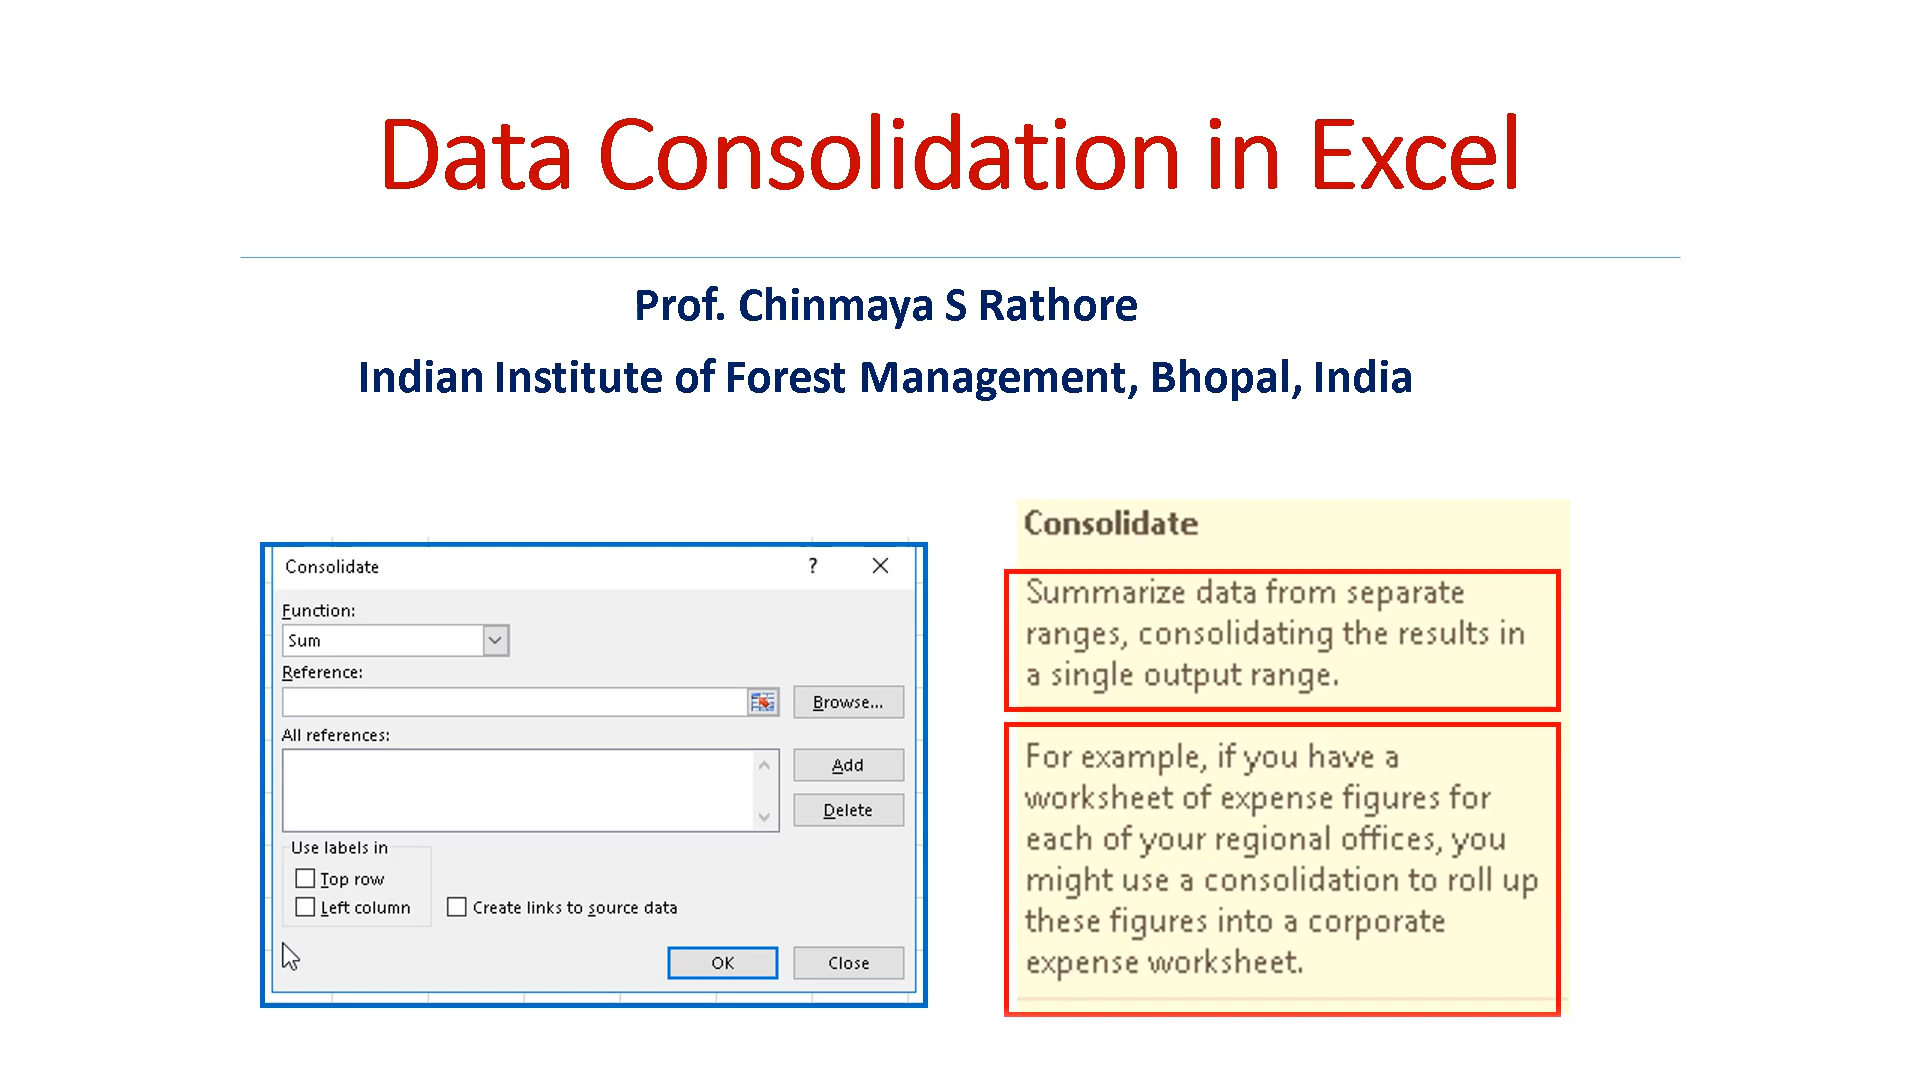 Data Consolidation in Excel
Prof. Chinmaya S Rathore
Indian Institute of Forest Management, Bhopal, India
Consolidate
?
Function:
Sum
Reference:
Browse...
All references:
Add
Delete
Use labels in
Top row
Left column
Create links to source data
OK
Close
Consolidate
Summarize data from separate
ranges, consolidating the results in
a single output range.
For example, if you have a
worksheet of expense figures for
each of your regional offices, you
might use a consolidation to roll up
these figures into a corporate
expense worksheet.